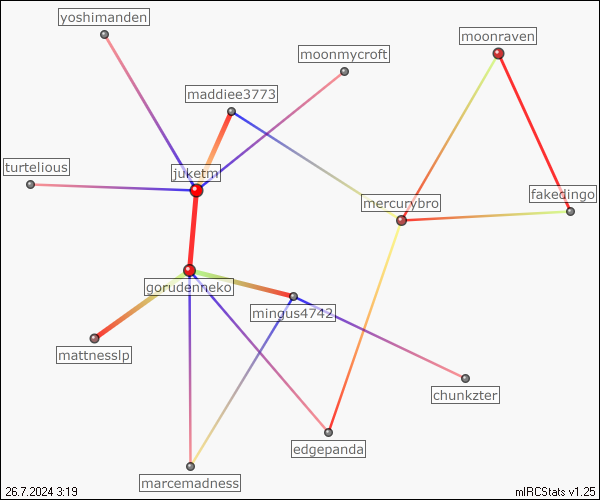 yoshimanden
moonraven
moonmycroft
maddiee3773
turtelious
juketm
fakedingo
mercurybro
gorudenneko
mingus4742
mattnesslp
chunkzter
edgepanda
marcemadness
26.7.2024 3:19
mIRCStats v1.25